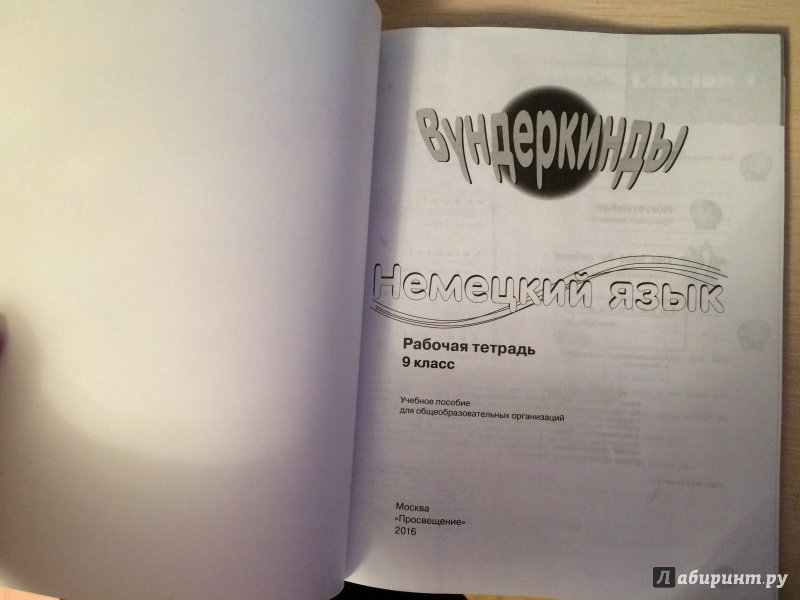 Вундеркинды
Немецкий язык
Рабочая тетрадь
9 класс
Учебное пособие
для общеобразовательных организаций
Москва
«Просвещение»
2016
Лабиринт.ру